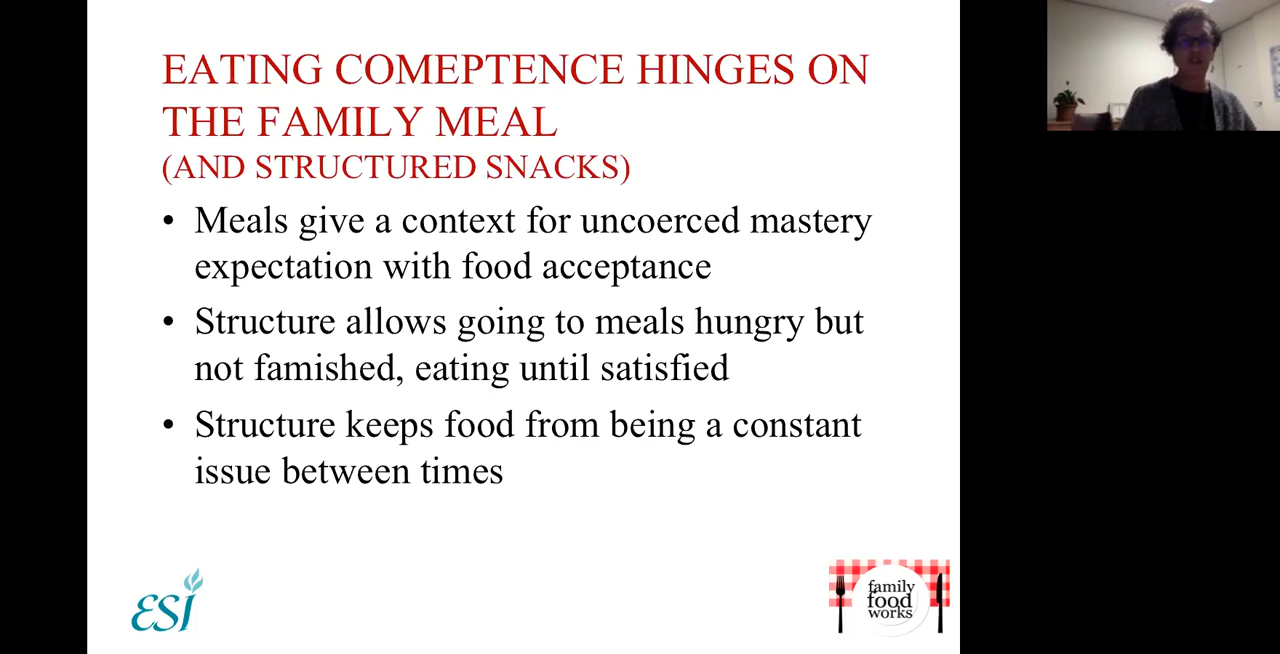 EATING COMEPTENCE HINGES ON
THE FAMILY MEAL
(AND STRUCTURED SNACKS)
• Meals give a context for uncoerced mastery
expectation with food acceptance
• Structure allows going to meals hungry but
not famished, eating until satisfied
• Structure keeps food from being a constant
issue between times
ESI
family
food
works